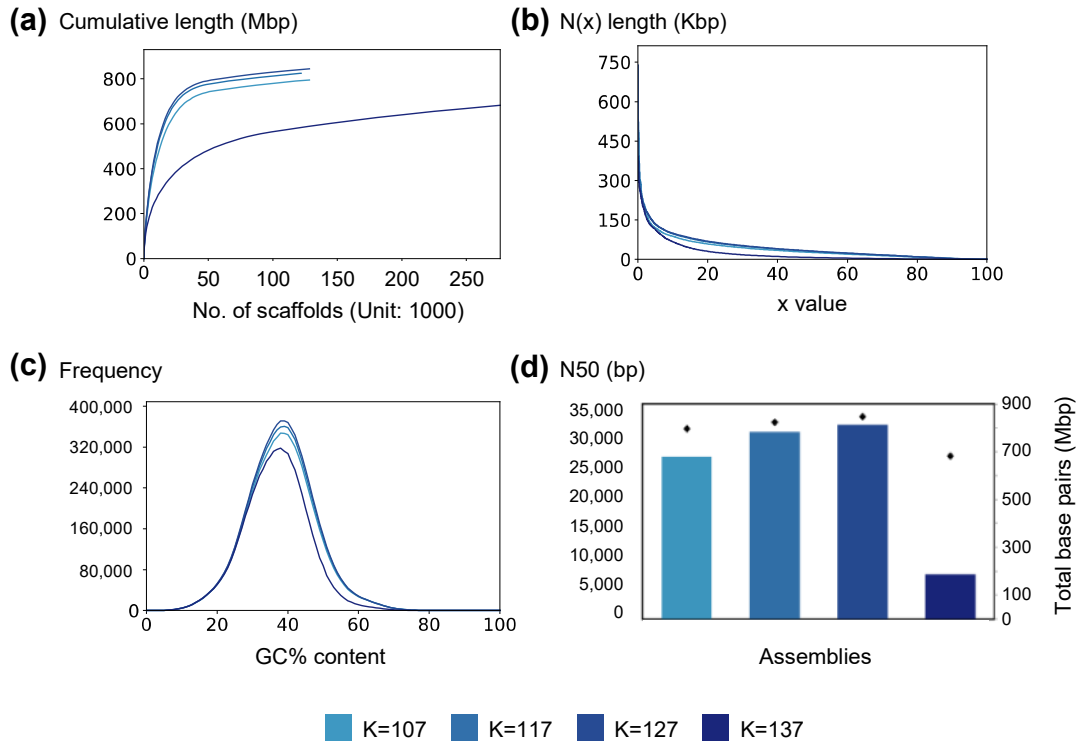 (a) Cumulative length (Mbp)
800
600
400
200
0
0 50 100 150 200 250
No. of scaffolds (Unit: 1000)
(b) N(x) length (Kbp)
750
600
450
300
150
0
0 20 40 60 80 100
x value
(c) Frequency
400,000
320,000
240,000
160,000
80,000
0
0 20 40 60 80 100
GC% content
(d) N50 (bp)
35,000
30,000
25,000
20,000
15,000
10,000
5,000
0
900
700
500
300
100
0
Total base pairs (Mbp)
Assemblies
K=107 K=117 K=127 K=137